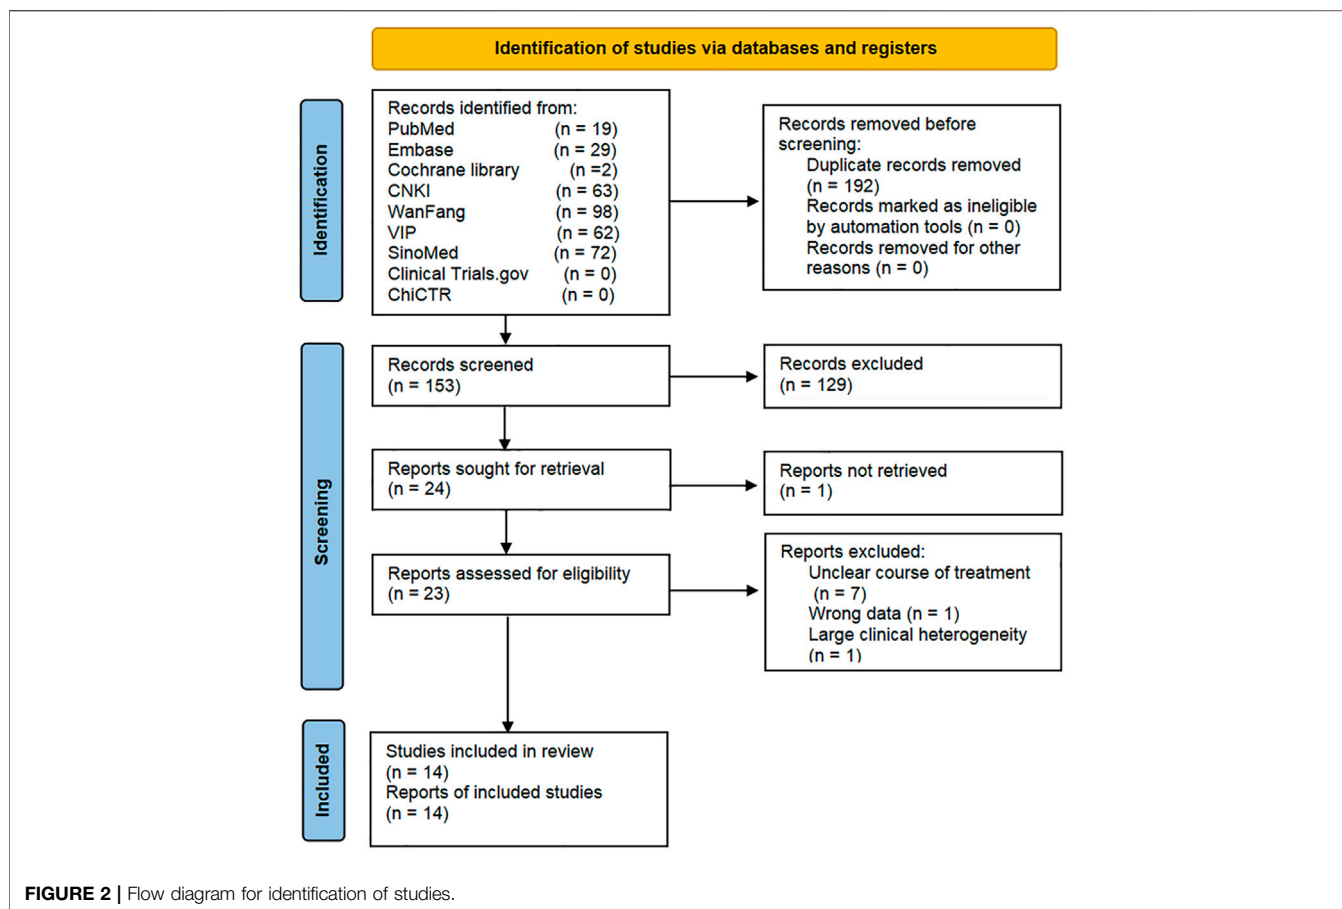 Identification of studies via databases and registers
Identification
Records identified from:
PubMed (n = 19)
Embase (n = 29)
Cochrane library (n =2)
CNKI (n = 63)
WanFang (n = 98)
VIP (n = 62)
SinoMed (n = 72)
Clinical Trials.gov (n = 0)
ChiCTR (n = 0)
Records removed before
screening:
Duplicate records removed
(n = 192)
Records marked as ineligible
by automation tools (n = 0)
Records removed for other
reasons (n = 0)
Screening
Records screened
(n = 153)
Records excluded
(n = 129)
Reports sought for retrieval
(n = 24)
Reports not retrieved
(n = 1)
Reports assessed for eligibility
(n = 23)
Reports excluded:
Unclear course of treatment
(n = 7)
Wrong data (n = 1)
Large clinical heterogeneity
(n = 1)
Included
Studies included in review
(n = 14)
Reports of included studies
(n = 14)
FIGURE 2 | Flow diagram for identification of studies.